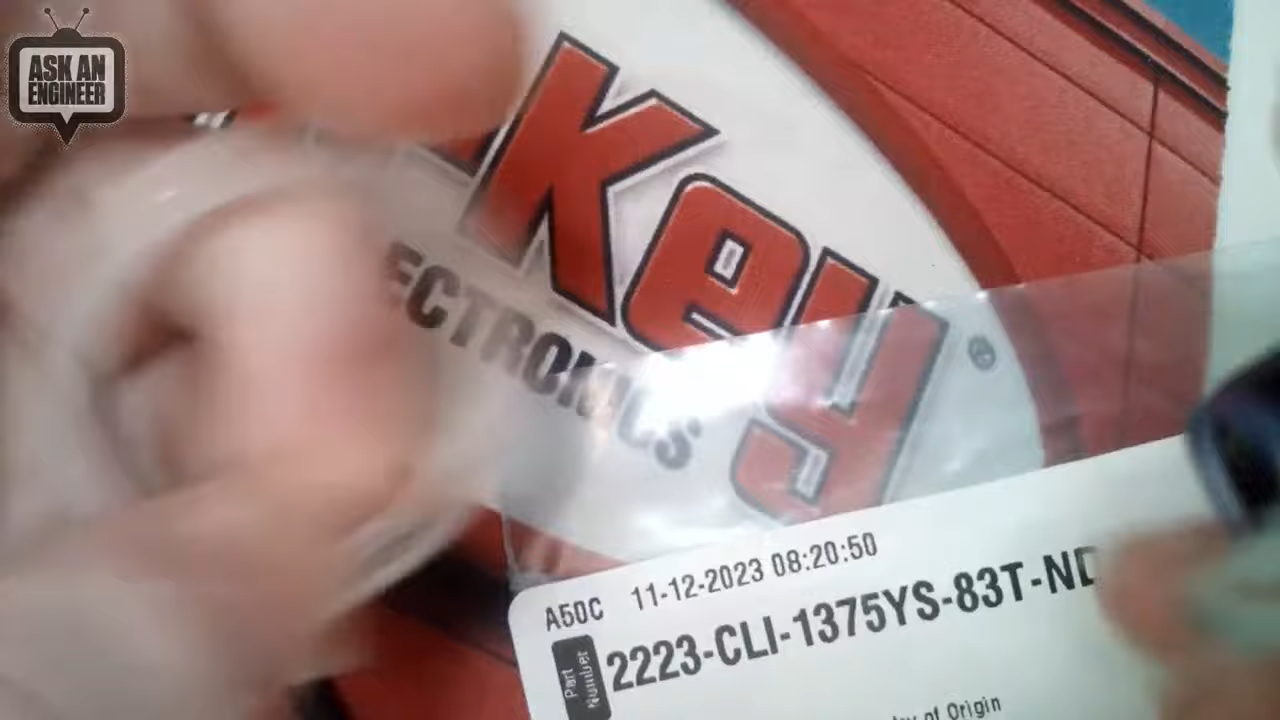 ASK AN
ENGINEER
Key
ECTRONICS
®
A50C 11-12-2023 08:20:50
Part
Number
2223-CLI-1375YS-83T-ND
of Origin